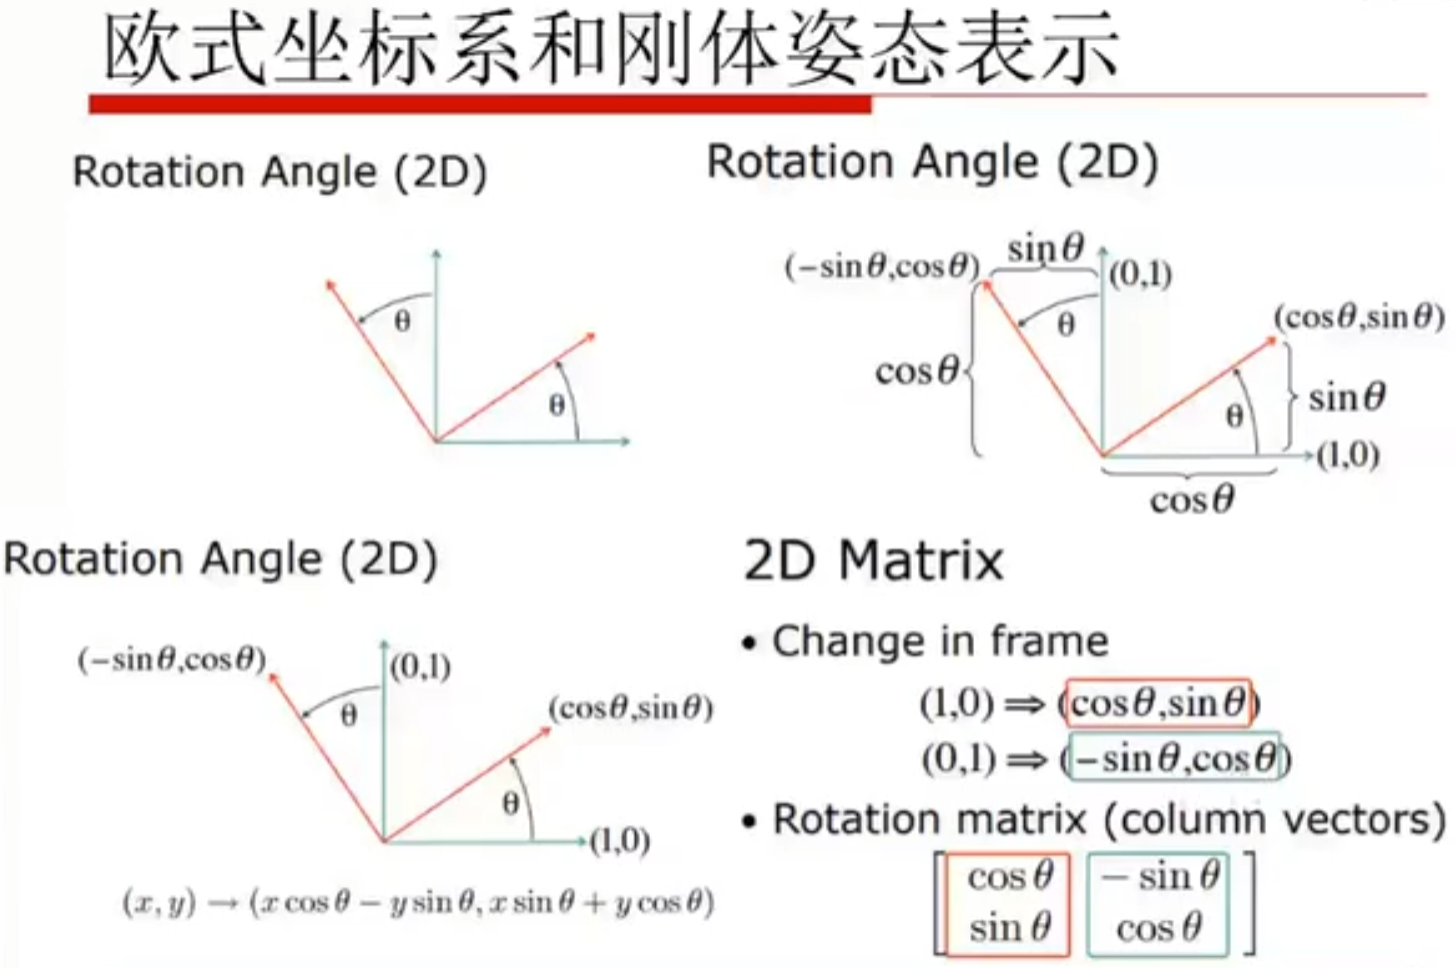 欧式坐标系和刚体姿态表示
Rotation Angle (2D)
θ
θ
Rotation Angle (2D)
(−sinθ,cosθ)
sinθ
(0,1)
(cosθ,sinθ)
θ
cosθ
θ
sinθ
(1,0)
cosθ
Rotation Angle (2D)
(−sinθ,cosθ)
(0,1)
(cosθ,sinθ)
θ
θ
(1,0)
(x, y) → (x cos θ − y sin θ, x sin θ + y cos θ)
2D Matrix
• Change in frame
(1,0) ⇒ (cosθ,sinθ)
(0,1) ⇒ (−sinθ,cosθ)
• Rotation matrix (column vectors)
[ cos θ − sin θ
sin θ cos θ ]